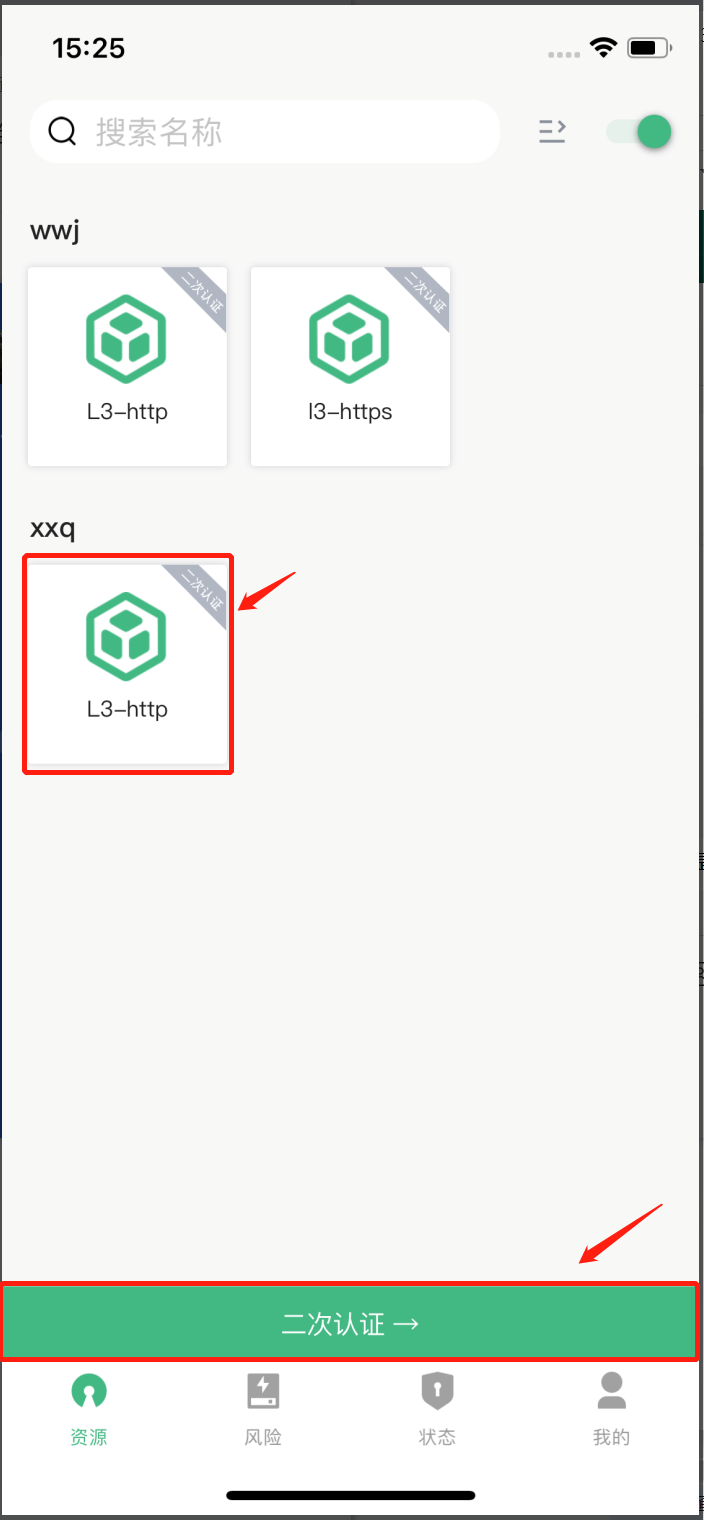 15:25
搜索名称
wwj
二次认证
二次认证
L3-http
l3-https
xxq
二次认证
L3-http
二次认证 →
资源
风险
状态
我的